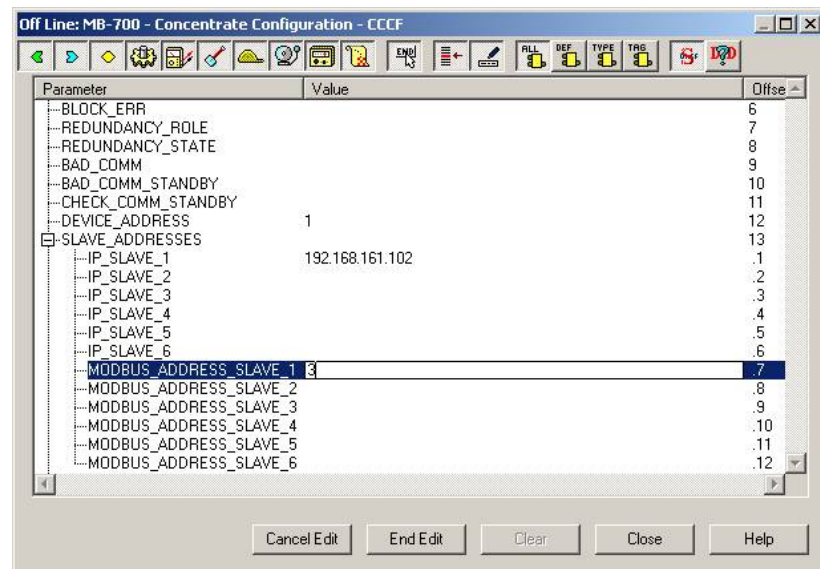 Off Line: MB-700 - Concentrate Configuration - CCCF
END ALL DEF TYPE TAG
Parameter Value Offse
BLOCK_ERR 6
REDUNDANCY_ROLE 7
REDUNDANCY_STATE 8
BAD_COMM 9
BAD_COMM_STANDBY 10
CHECK_COMM_STANDBY 11
DEVICE_ADDRESS 1 12
SLAVE_ADDRESSES 13
IP_SLAVE_1 192.168.161.102 .1
IP_SLAVE_2 .2
IP_SLAVE_3 .3
IP_SLAVE_4 .4
IP_SLAVE_5 .5
IP_SLAVE_6 .6
MODBUS_ADDRESS_SLAVE_1 3 .7
MODBUS_ADDRESS_SLAVE_2 .8
MODBUS_ADDRESS_SLAVE_3 .9
MODBUS_ADDRESS_SLAVE_4 .10
MODBUS_ADDRESS_SLAVE_5 .11
MODBUS_ADDRESS_SLAVE_6 .12
Cancel Edit End Edit Clear Close Help